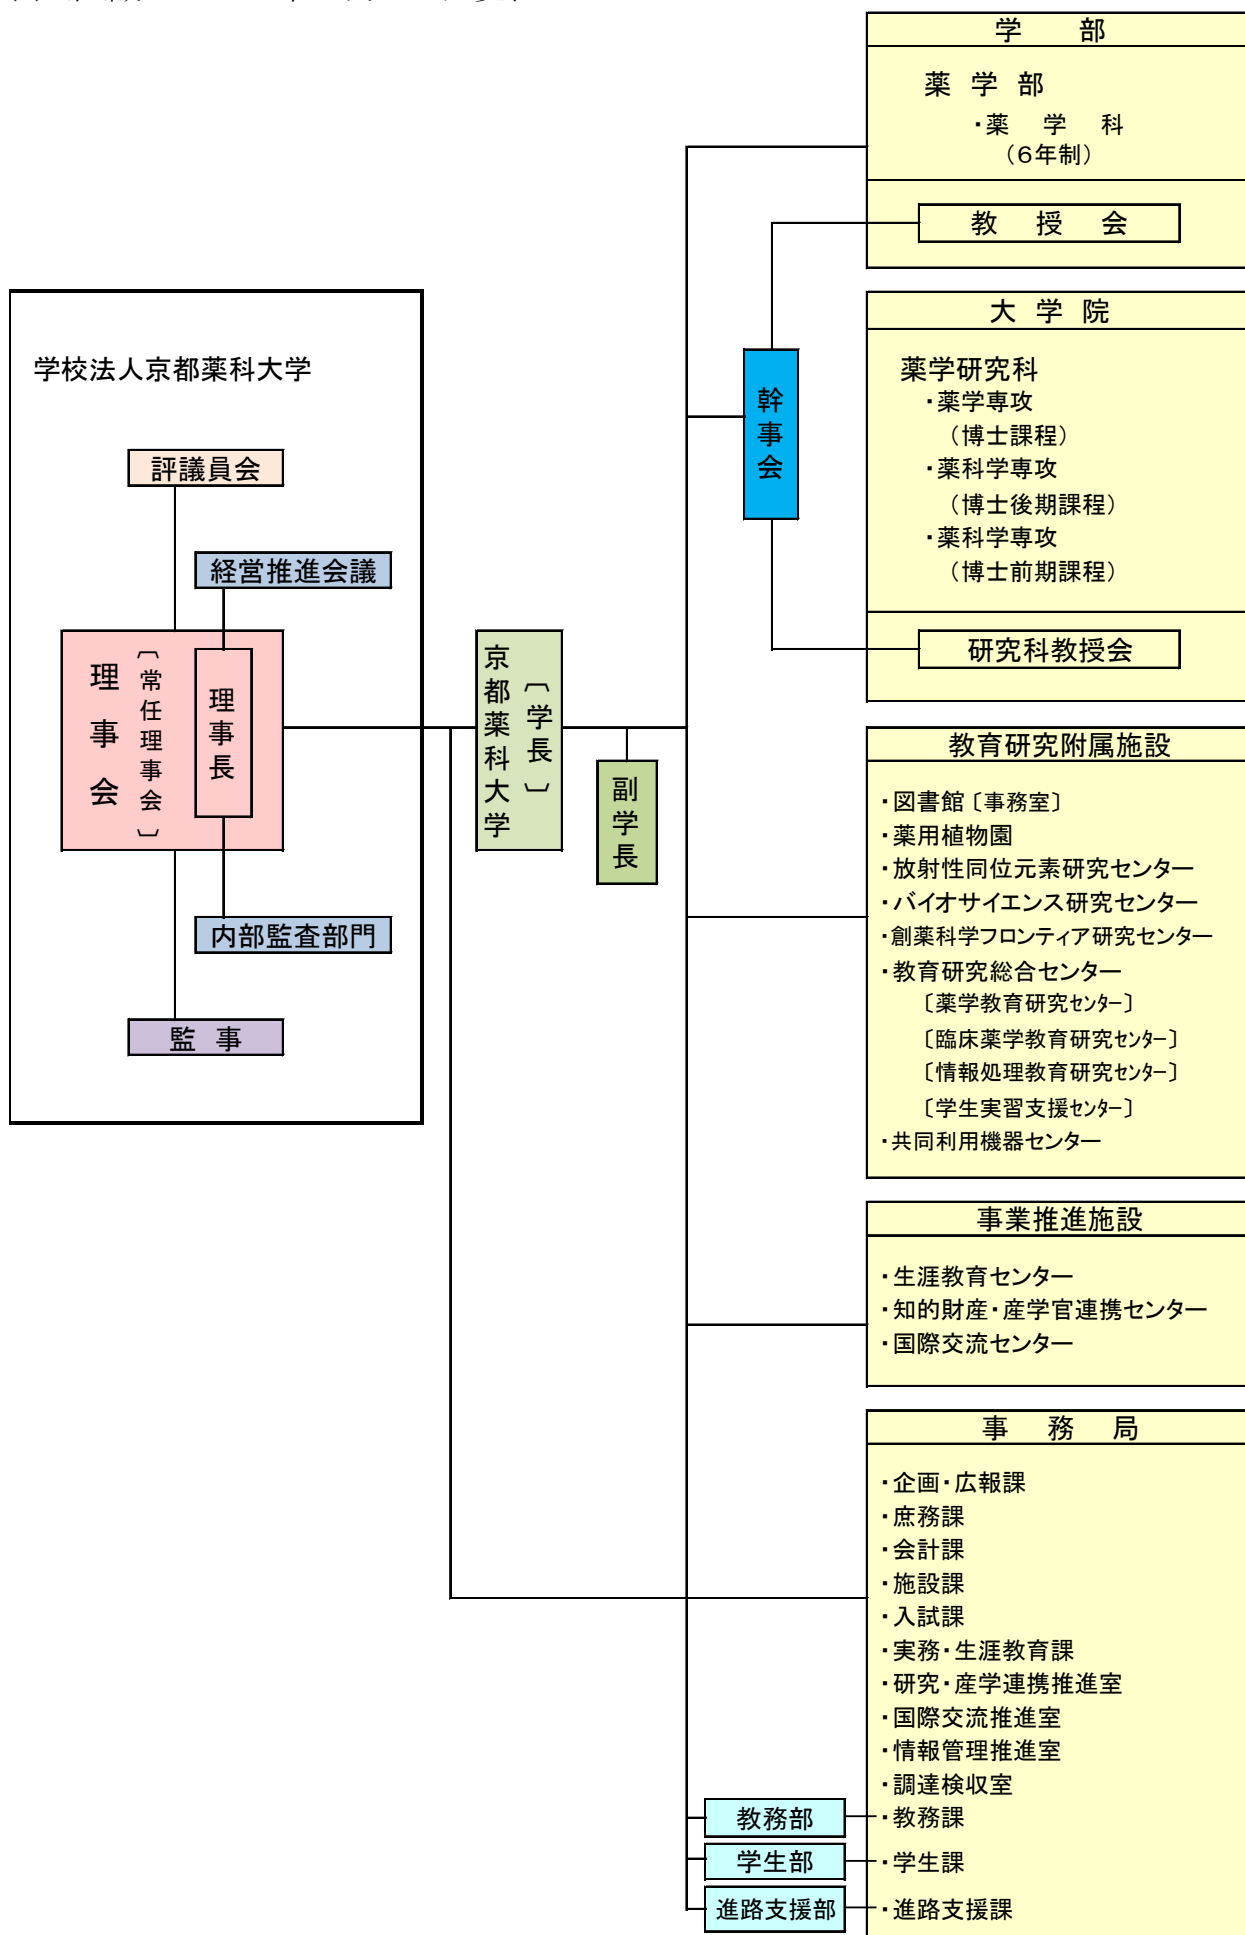 学校法人京都薬科大学
評議員会
経営推進会議
理事会
〔常任理事会〕
理事長
内部監査部門
監 事
京都薬科大学
〔学長〕
副学長
幹事会
学 部
薬 学 部
・薬 学 科
（６年制）
教 授 会
大 学 院
薬学研究科
・薬学専攻
（博士課程）
・薬科学専攻
（博士後期課程）
・薬科学専攻
（博士前期課程）
研究科教授会
教育研究附属施設
・図書館〔事務室〕
・薬用植物園
・放射性同位元素研究センター
・バイオサイエンス研究センター
・創薬科学フロンティア研究センター
・教育研究総合センター
〔薬学教育研究ｾﾝﾀｰ〕
〔臨床薬学教育研究ｾﾝﾀｰ〕
〔情報処理教育研究ｾﾝﾀｰ〕
〔学生実習支援ｾﾝﾀｰ〕
・共同利用機器センター
事業推進施設
・生涯教育センター
・知的財産・産学官連携センター
・国際交流センター
事 務 局
・企画・広報課
・庶務課
・会計課
・施設課
・入試課
・実務・生涯教育課
・研究・産学連携推進室
・国際交流推進室
・情報管理推進室
・調達検収室
教務部
・教務課
学生部
・学生課
進路支援部
・進路支援課